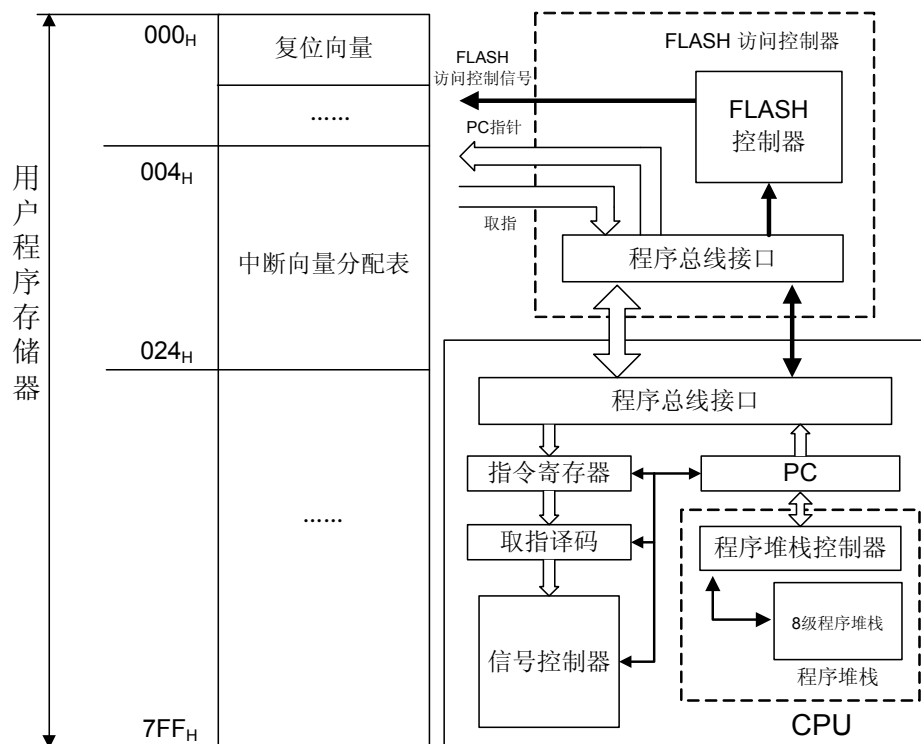 用户程序存储器
000H
复位向量
……
004H
中断向量分配表
024H
……
7FFH
FLASH 访问控制器
FLASH
访问控制信号
PC指针
取指
FLASH
控制器
程序总线接口
程序总线接口
指令寄存器
PC
取指译码
程序堆栈控制器
信号控制器
8级程序堆栈
程序堆栈
CPU